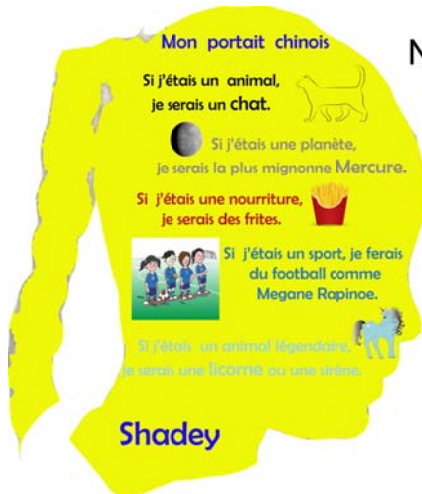 Mon portait chinois
N
Si j'étais un animal,
je serais un chat.
Si j'étais une planète,
je serais la plus mignonne Mercure.
Si j'étais une nourriture,
je serais des frites.
Si j'étais un sport, je ferais
du football comme
Megane Rapinoe.
Si j'étais un animal légendaire,
je serais une licorne ou une sirène.
Shadey